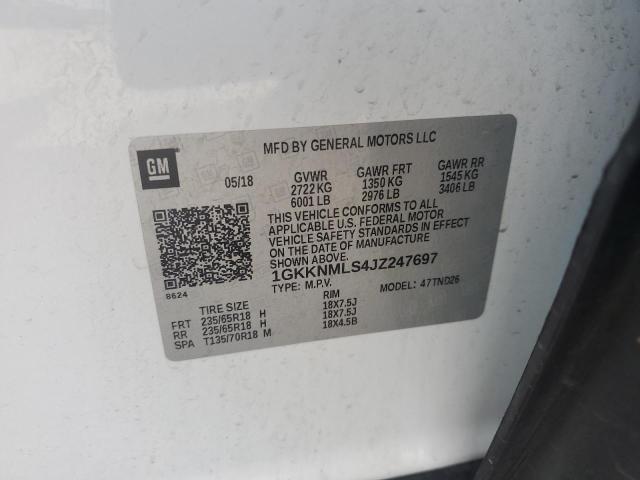 MFD BY GENERAL MOTORS LLC
GM
05/18 GVWR GAWR FRT GAWR RR
2722 KG 1350 KG 1545 KG
6001 LB 2976 LB 3406 LB
THIS VEHICLE CONFORMS TO ALL
APPLICABLE U.S. FEDERAL MOTOR
VEHICLE SAFETY STANDARDS IN EFFECT
ON THE DATE OF MANUFACTURE
SHOWN ABOVE.
1GKKNMLS4JZ247697
8624
TYPE: M.P.V. MODEL: 47TND26
TIRE SIZE RIM
FRT 235/65R18 H 18X7.5J
RR 235/65R18 H 18X7.5J
SPA T135/70R18 M 18X4.5B